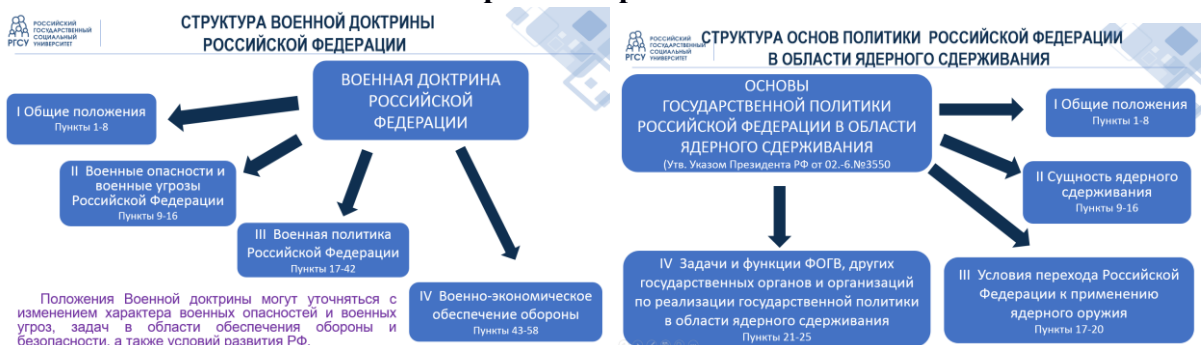 РОССИЙСКИЙ
ГОСУДАРСТВЕННЫЙ
СОЦИАЛЬНЫЙ
РГСУ УНИВЕРСИТЕТ
СТРУКТУРА ВОЕННОЙ ДОКТРИНЫ
РОССИЙСКОЙ ФЕДЕРАЦИИ
ВОЕННАЯ ДОКТРИНА
РОССИЙСКОЙ
ФЕДЕРАЦИИ
I Общие положения
Пункты 1-8
II Военные опасности и
военные угрозы
Российской Федерации
Пункты 9-16
III Военная политика
Российской Федерации
Пункты 17-42
IV Военно-экономическое
обеспечение обороны
Пункты 43-58
Положения Военной доктрины могут уточняться с
изменением характера военных опасностей и военных
угроз, задач в области обеспечения обороны и
безопасности, а также условий развития РФ.
РОССИЙСКИЙ
ГОСУДАРСТВЕННЫЙ
СОЦИАЛЬНЫЙ
РГСУ УНИВЕРСИТЕТ
СТРУКТУРА ОСНОВ ПОЛИТИКИ РОССИЙСКОЙ ФЕДЕРАЦИИ
В ОБЛАСТИ ЯДЕРНОГО СДЕРЖИВАНИЯ
ОСНОВЫ
ГОСУДАРСТВЕННОЙ ПОЛИТИКИ
РОССИЙСКОЙ ФЕДЕРАЦИИ В ОБЛАСТИ
ЯДЕРНОГО СДЕРЖИВАНИЯ
(Утв. Указом Президента РФ от 02.-6.№3550
I Общие положения
Пункты 1-8
II Сущность ядерного
сдерживания
Пункты 9-16
III Условия перехода Российской
Федерации к применению
ядерного оружия
Пункты 17-20
IV Задачи и функции ФОГВ, других
государственных органов и организаций
по реализации государственной политики
в области ядерного сдерживания
Пункты 21-25